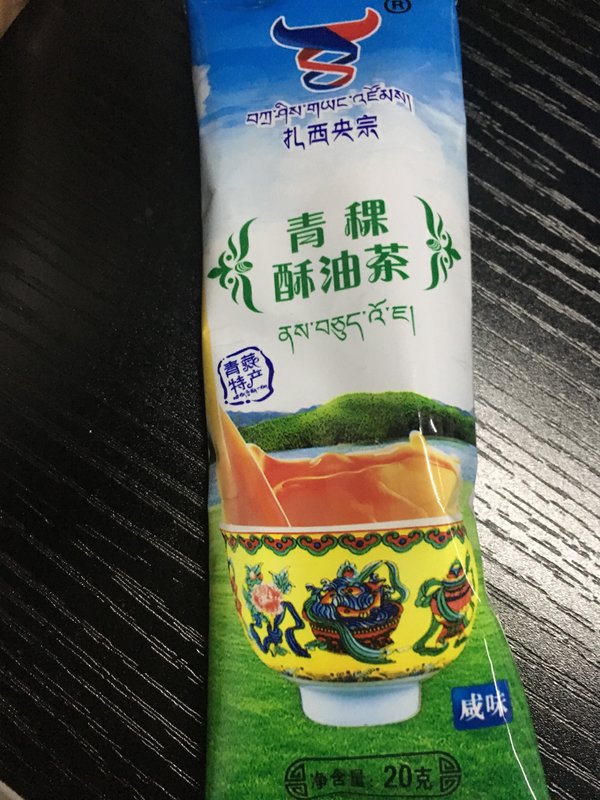 ®
བཀྲ་ཤིས་གཡང་འཛོམས།
扎西央宗
青稞
酥油茶
ནས་བཅུད་འོ་ཇ།
青藏
特产
咸味
净含量: 20克